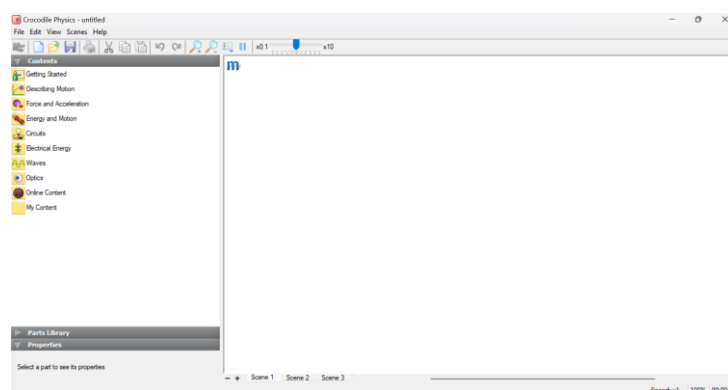 Crocodile Physics - untitled
File Edit View Scenes Help
x0.1 x10
Contents
Getting Started
Describing Motion
Force and Acceleration
Energy and Motion
Circuits
Electrical Energy
Waves
Optics
Online Content
My Content
m
Parts Library
Properties
Select a part to see its properties
Scene 1 Scene 2 Scene 3
100%